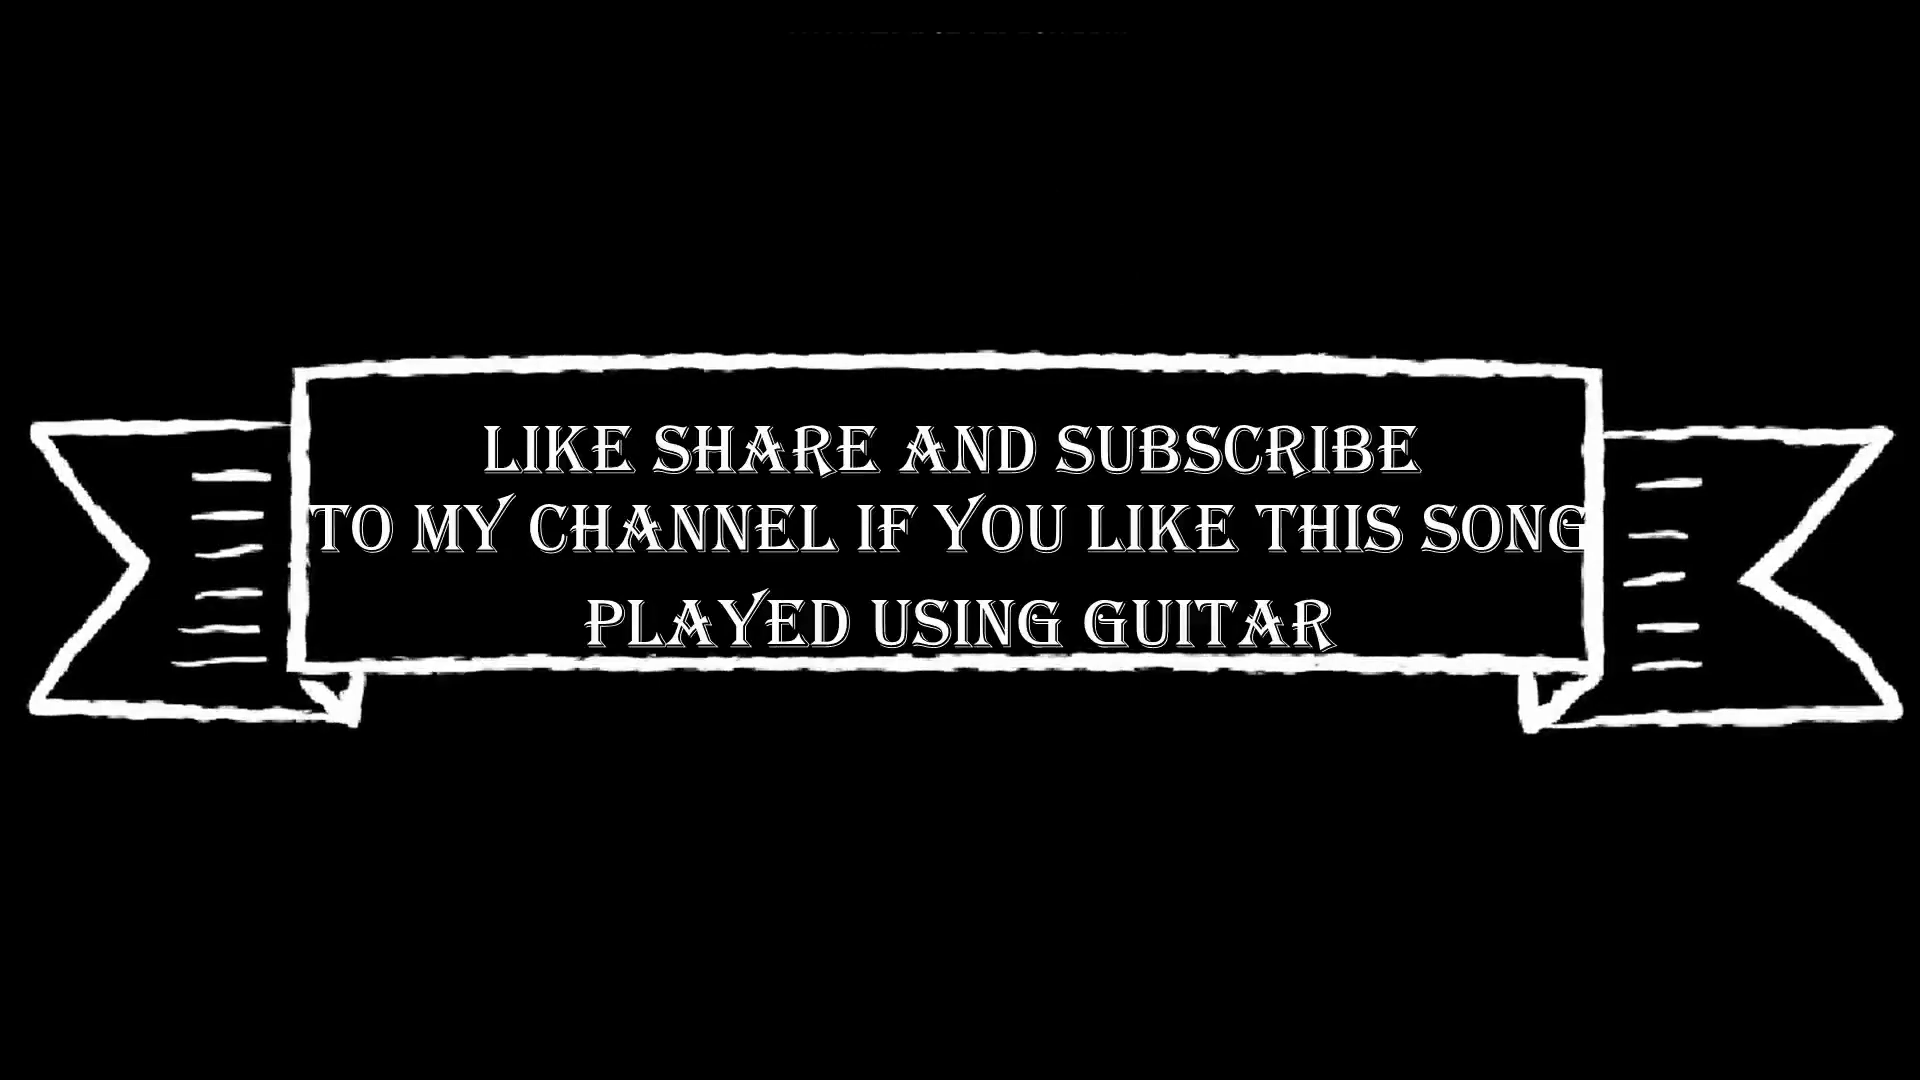 LIKE SHARE AND SUBSCRIBE
TO MY CHANNEL IF YOU LIKE THIS SONG
PLAYED USING GUITAR